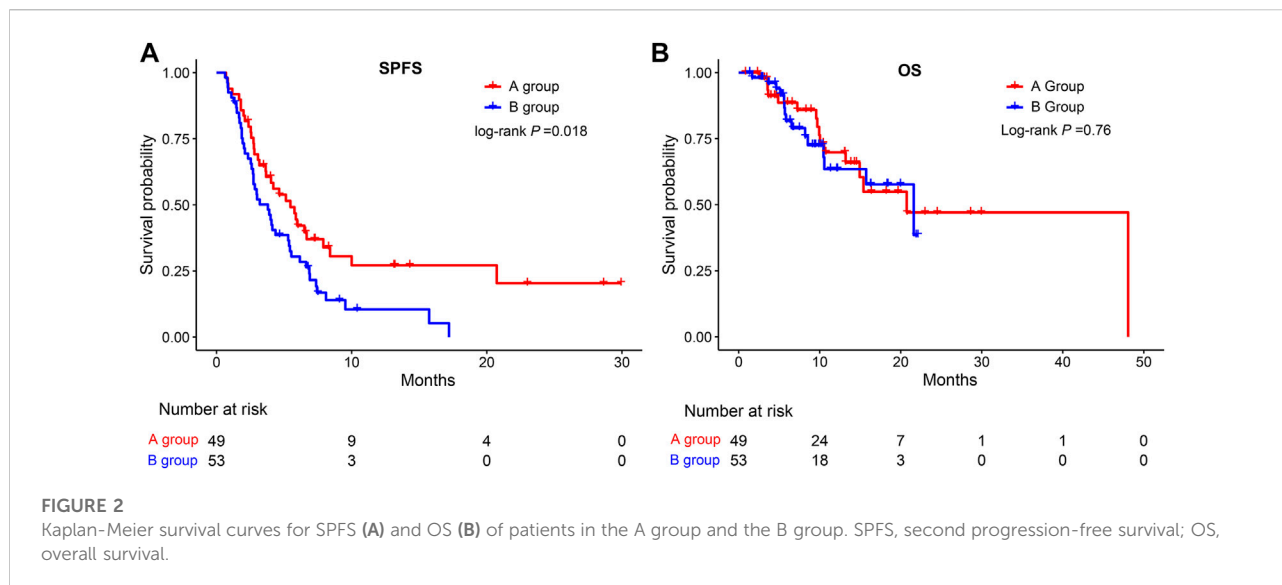 A
SPFS
A group
B group
log-rank P =0.018
Survival probability
1.00
0.75
0.50
0.25
0.00
0 10 20 30
Months
Number at risk
A group 49 9 4 0
B group 53 3 0 0
B
OS
A Group
B Group
Log-rank P =0.76
Survival probability
1.00
0.75
0.50
0.25
0.00
0 10 20 30 40 50
Months
Number at risk
A group 49 24 7 1 1 0
B group 53 18 3 0 0 0
FIGURE 2
Kaplan-Meier survival curves for SPFS (A) and OS (B) of patients in the A group and the B group. SPFS, second progression-free survival; OS,
overall survival.